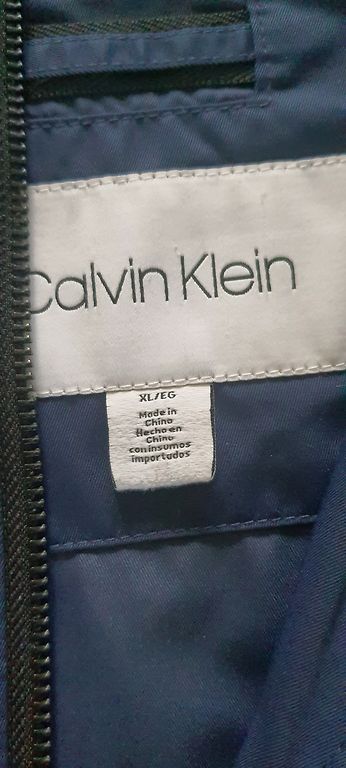 Calvin Klein
XL/EG
Made in
China
Hecho en
China
con insumos
importados